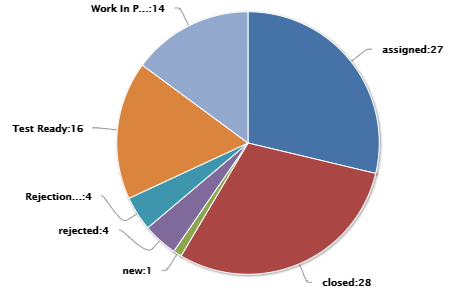 Work In P...:14
assigned:27
Test Ready:16
Rejection...:4
rejected:4
new:1
closed:28